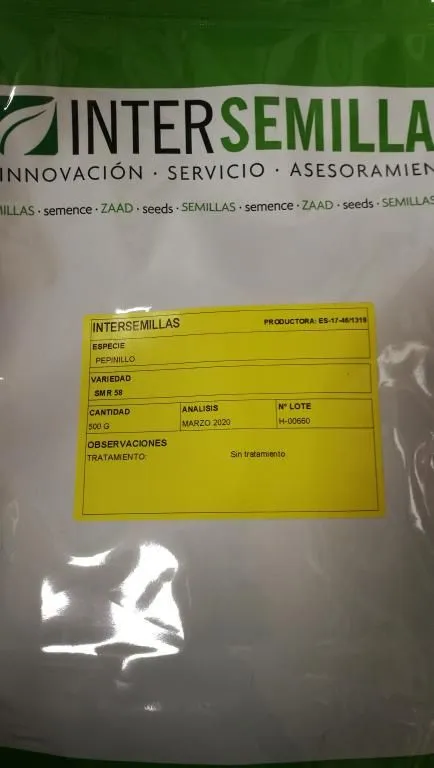 INTERSEMILLA
INNOVACIÓN · SERVICIO · ASESORAMIEN
ILLAS · semence · ZAAD · seeds · SEMILLAS · semence · ZAAD · seeds · SEMILLAS
INTERSEMILLAS PRODUCTORA: ES-17-46/1319
ESPECIE
PEPINILLO
VARIEDAD
SMR 58
CANTIDAD ANALISIS Nº LOTE
500 G MARZO 2020 H-00660
OBSERVACIONES
TRATAMIENTO: Sin tratamiento